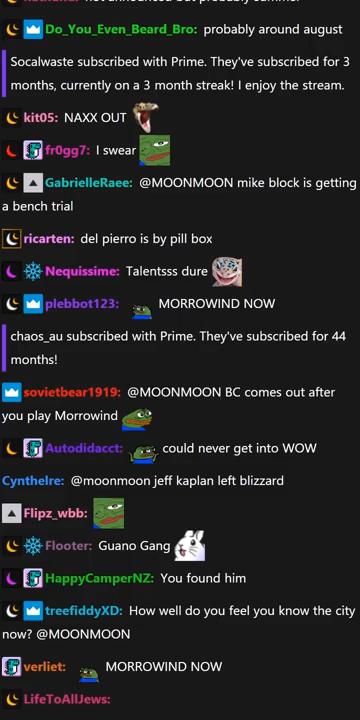 Do_You_Even_Beard_Bro: probably around august
Socalwaste subscribed with Prime. They've subscribed for 3
months, currently on a 3 month streak! I enjoy the stream.
kit05: NAXX OUT
fr0gg7: I swear
GabrielleRaee: @MOONMOON mike block is getting
a bench trial
ricarten: del pierro is by pill box
Nequissime: Talentsss dure
plebbot123: MORROWIND NOW
chaos_au subscribed with Prime. They've subscribed for 44
months!
sovietbear1919: @MOONMOON BC comes out after
you play Morrowind
Autodidacct: could never get into WOW
Cynthelre: @moonmoon jeff kaplan left blizzard
Flipz_wbb:
Flooter: Guano Gang
HappyCamperNZ: You found him
treefiddyXD: How well do you feel you know the city
now? @MOONMOON
verliet: MORROWIND NOW
LifeToAllJews: